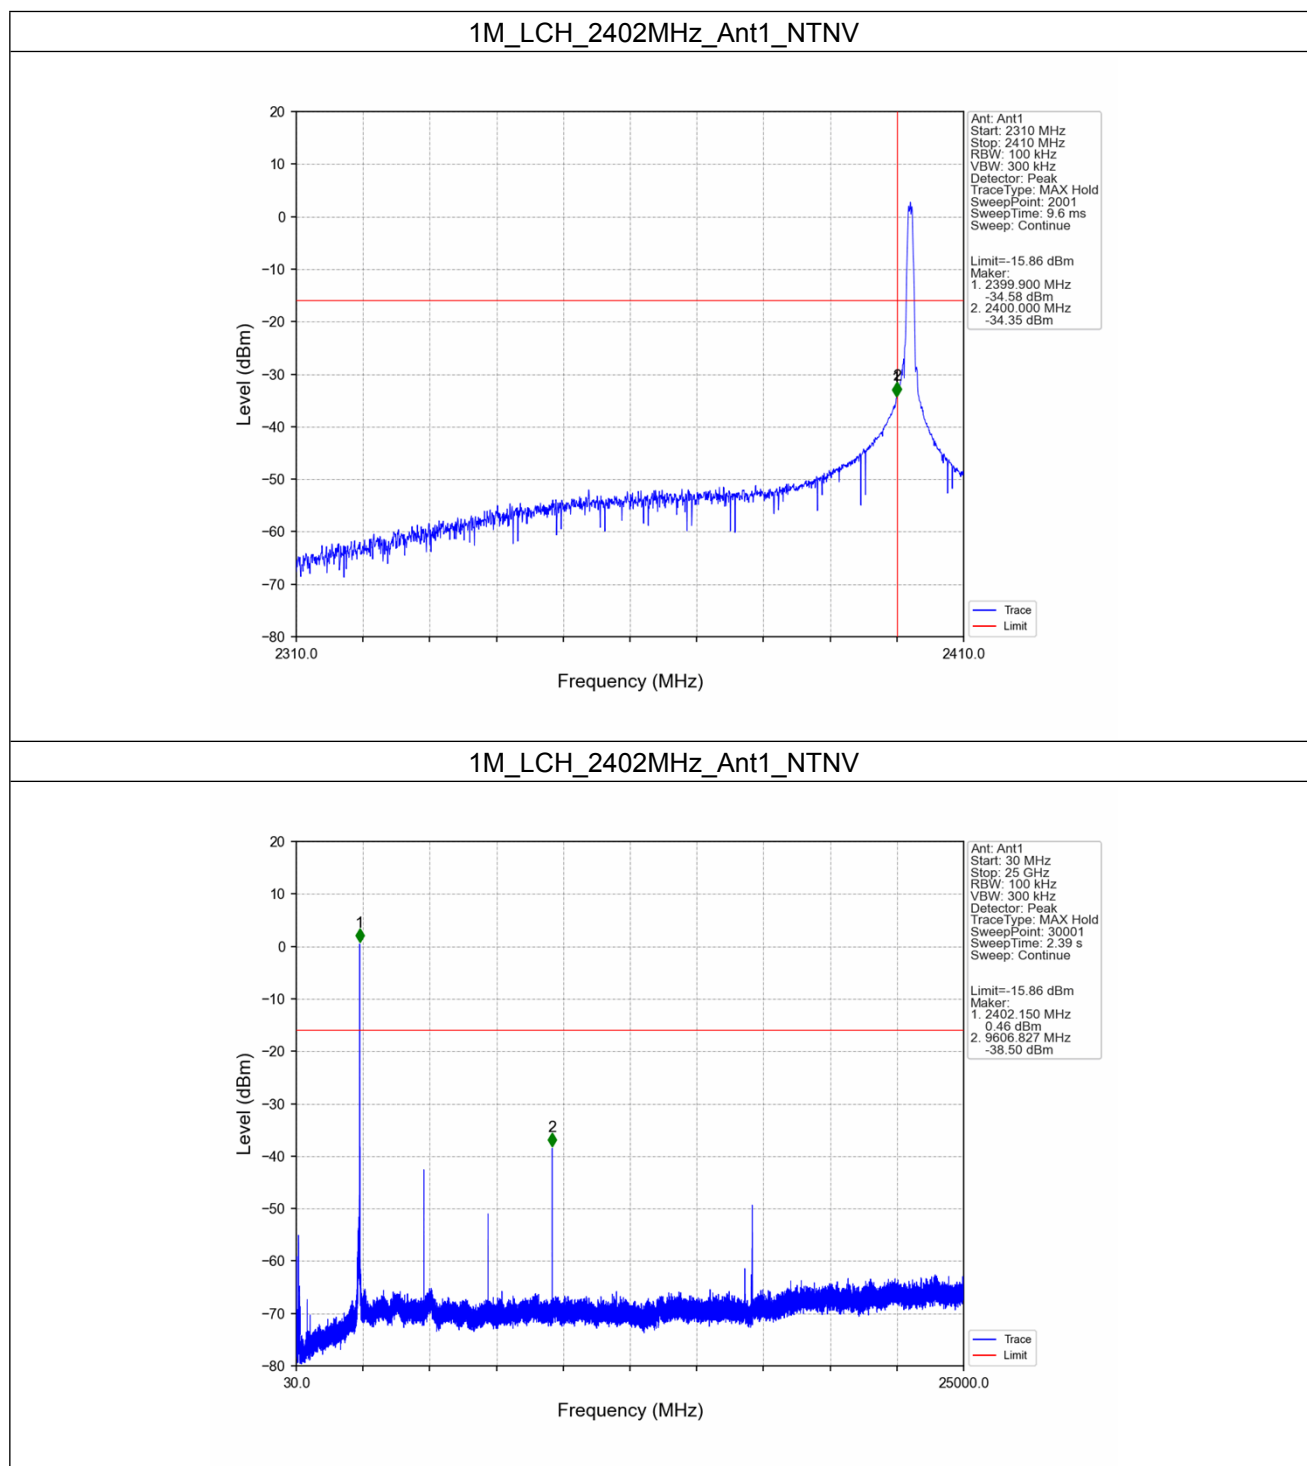 1M_LCH_2402MHz_Ant1_NTNV
20
10
0
−10
−20
−30
−40
−50
−60
−70
−80
Level (dBm)
2310.0
2410.0
Frequency (MHz)
2
Ant: Ant1
Start: 2310 MHz
Stop: 2410 MHz
RBW: 100 kHz
VBW: 300 kHz
Detector: Peak
TraceType: MAX Hold
SweepPoint: 2001
SweepTime: 9.6 ms
Sweep: Continue
Limit=-15.86 dBm
Maker:
1. 2399.900 MHz
-34.58 dBm
2. 2400.000 MHz
-34.35 dBm
Trace
Limit
1M_LCH_2402MHz_Ant1_NTNV
20
10
0
−10
−20
−30
−40
−50
−60
−70
−80
Level (dBm)
30.0
25000.0
Frequency (MHz)
1
2
Ant: Ant1
Start: 30 MHz
Stop: 25 GHz
RBW: 100 kHz
VBW: 300 kHz
Detector: Peak
TraceType: MAX Hold
SweepPoint: 30001
SweepTime: 2.39 s
Sweep: Continue
Limit=-15.86 dBm
Maker:
1. 2402.150 MHz
0.46 dBm
2. 9606.827 MHz
-38.50 dBm
Trace
Limit